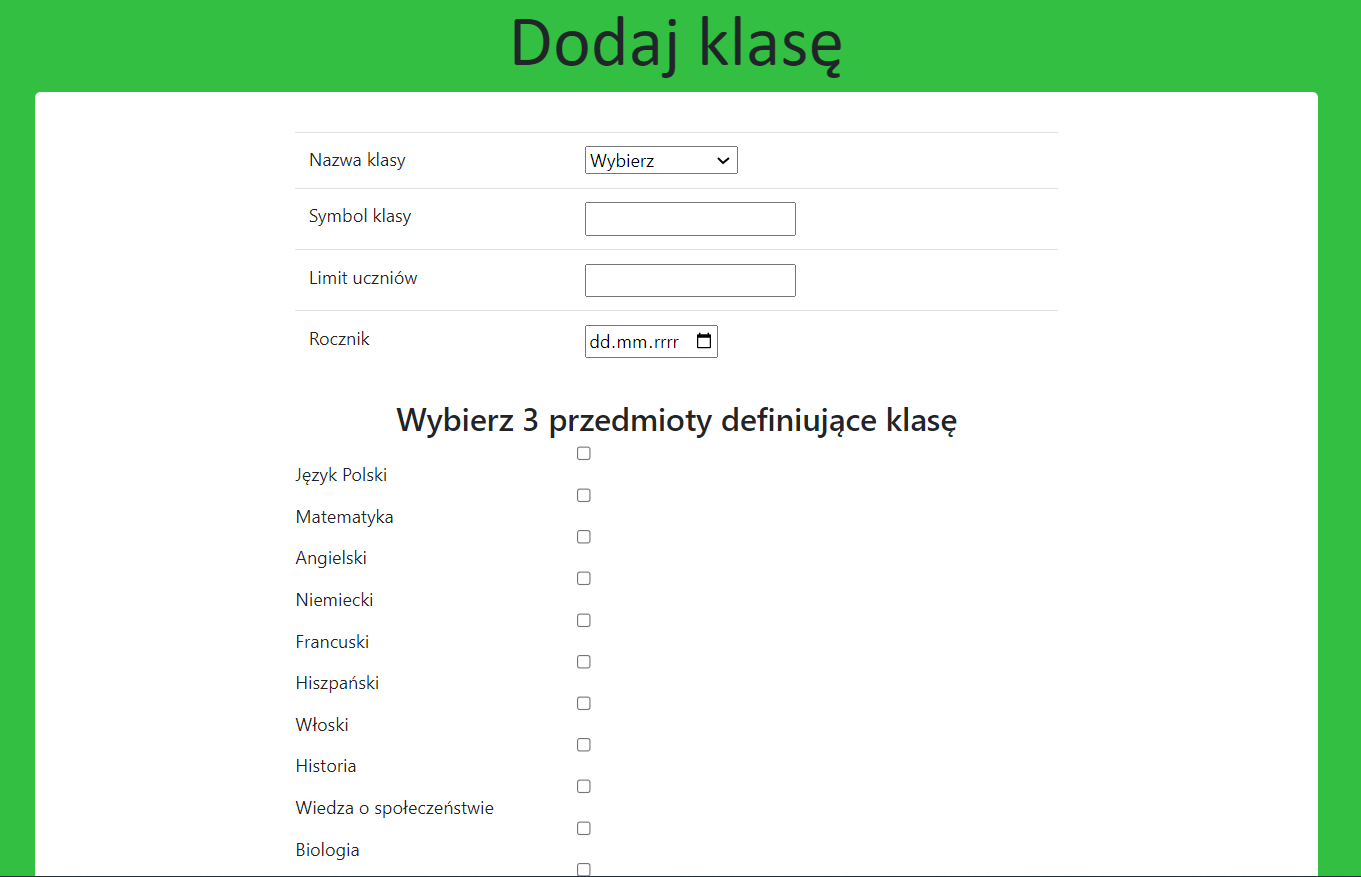 Dodaj klasę
Nazwa klasy Wybierz
Symbol klasy
Limit uczniów
Rocznik dd.mm.rrrr
Wybierz 3 przedmioty definiujące klasę
Język Polski
Matematyka
Angielski
Niemiecki
Francuski
Hiszpański
Włoski
Historia
Wiedza o społeczeństwie
Biologia